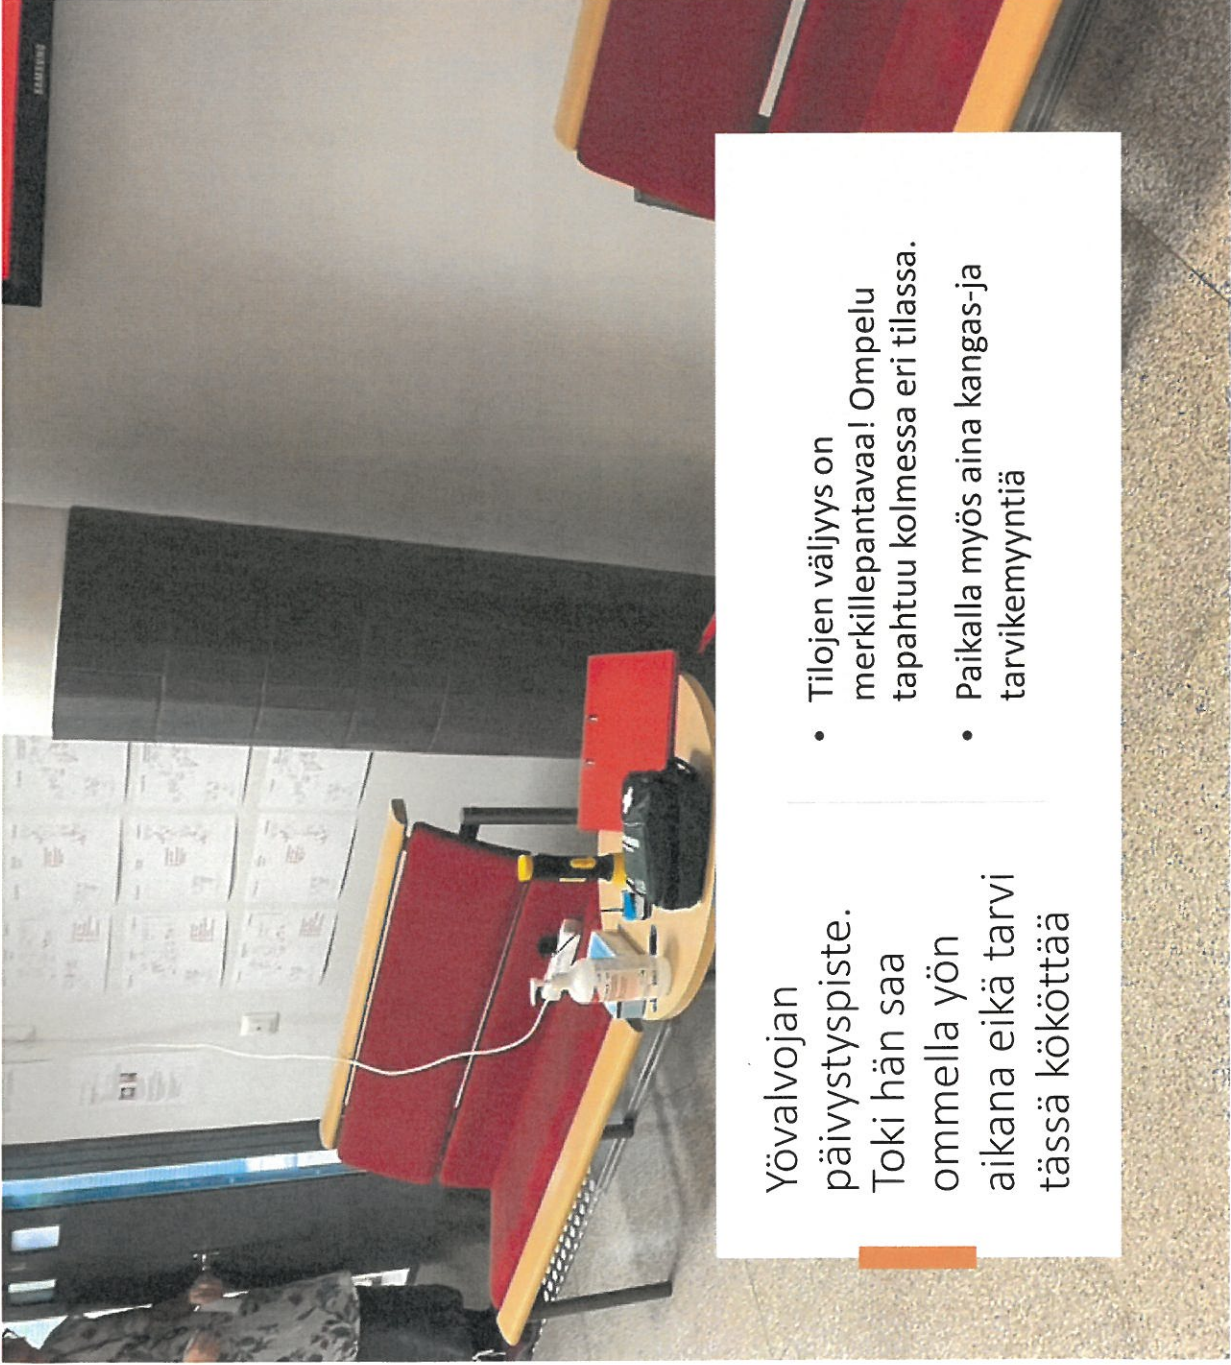 SAMSUNG
Yövalvojan
päivystyspiste.
Toki hän saa
ommella yön
aikana eikä tarvi
tässä kököttää
• Tilojen väljyys on
merkillepantavaa! Ompelu
tapahtuu kolmessa eri tilassa.
• Paikalla myös aina kangas-ja
tarvikemyyntiä